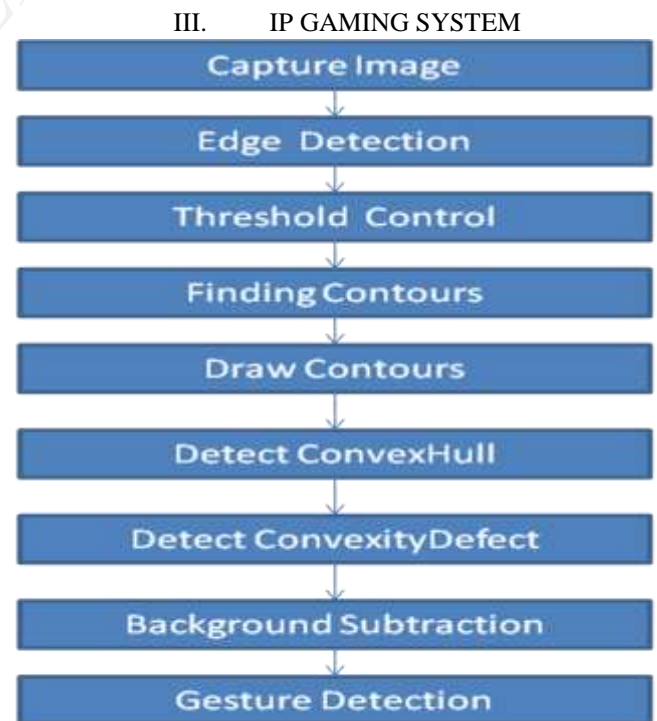 III. IP GAMING SYSTEM
Capture Image
Edge Detection
Threshold Control
Finding Contours
Draw Contours
Detect ConvexHull
Detect ConvexityDefect
Background Subtraction
Gesture Detection